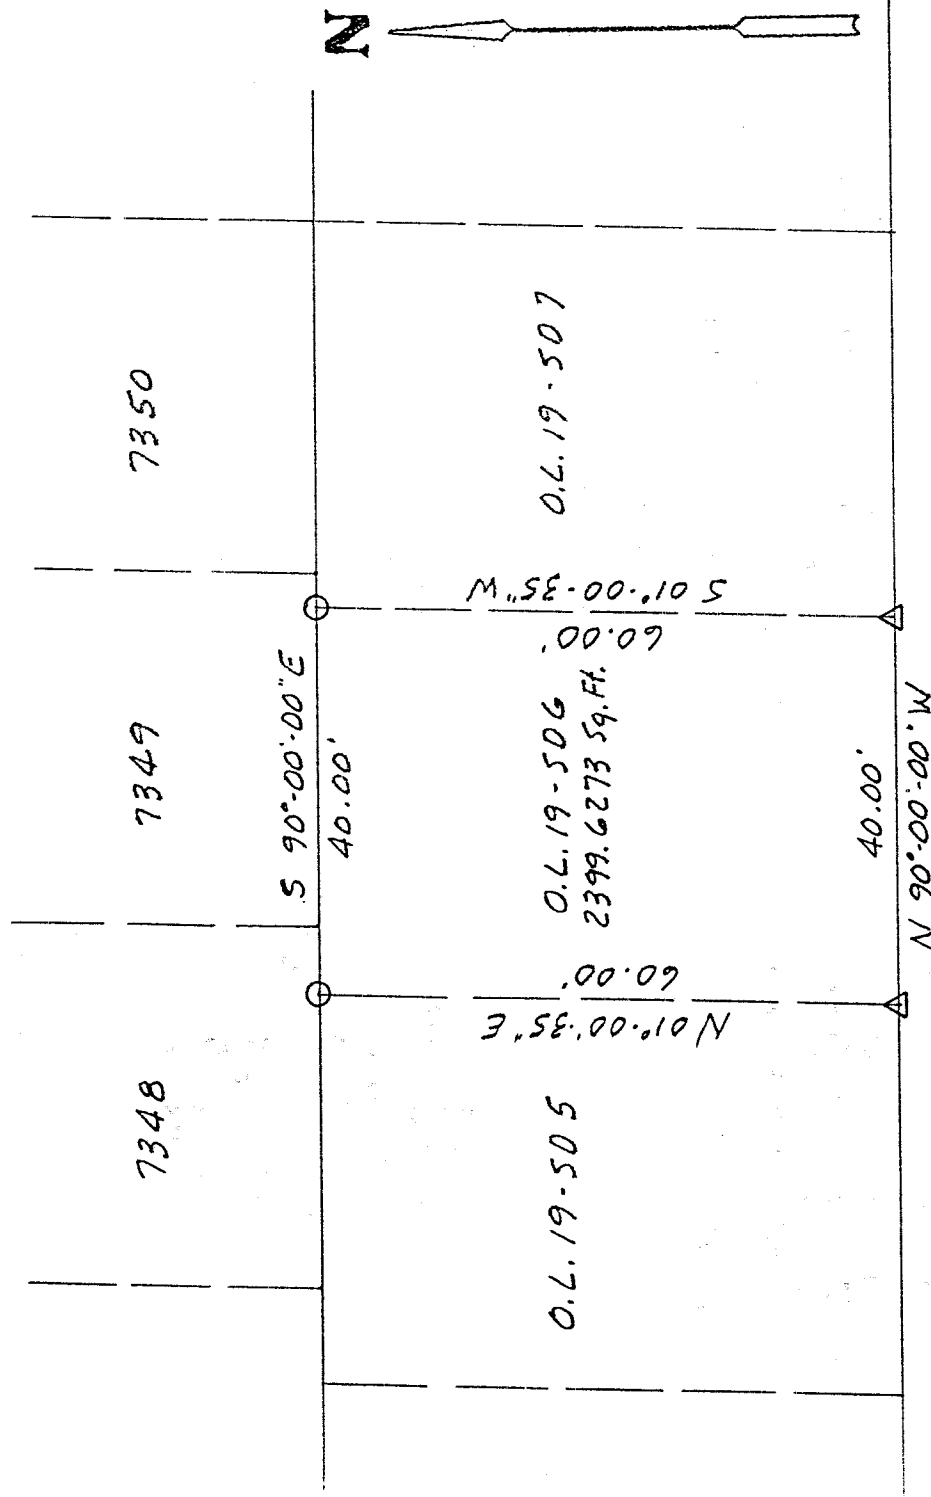 N
7348
7349
7350
S 90°-00'-00"E
40.00'
N 01°-00'-35"E
60.00'
O.L. 19-506
2399.6273 Sq.Ft.
60.00'
S 01°-00'-35"W
O.L. 19-505
O.L. 19-507
40.00'
N 90°-00'-00"W